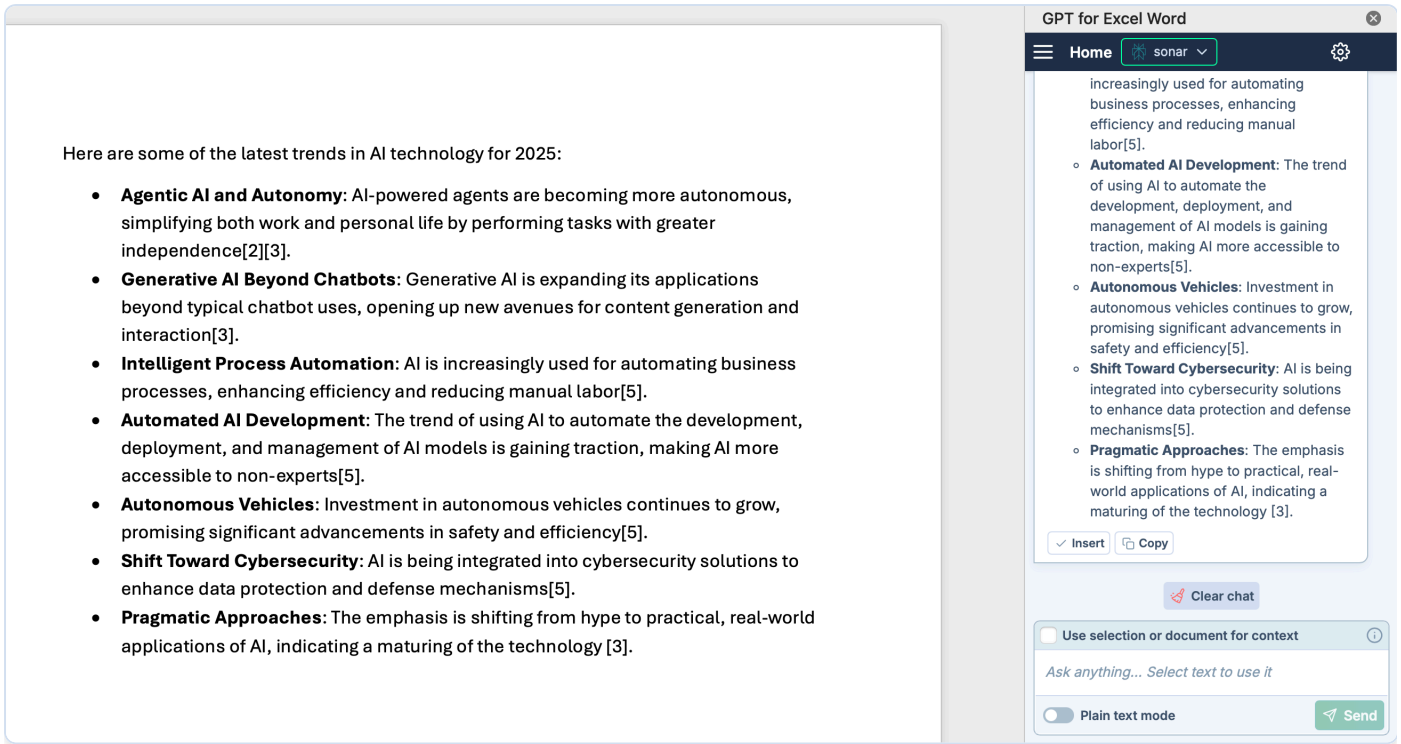 Here are some of the latest trends in AI technology for 2025:
• Agentic AI and Autonomy: AI-powered agents are becoming more autonomous,
simplifying both work and personal life by performing tasks with greater
independence[2][3].
• Generative AI Beyond Chatbots: Generative AI is expanding its applications
beyond typical chatbot uses, opening up new avenues for content generation and
interaction[3].
• Intelligent Process Automation: AI is increasingly used for automating business
processes, enhancing efficiency and reducing manual labor[5].
• Automated AI Development: The trend of using AI to automate the development,
deployment, and management of AI models is gaining traction, making AI more
accessible to non-experts[5].
• Autonomous Vehicles: Investment in autonomous vehicles continues to grow,
promising significant advancements in safety and efficiency[5].
• Shift Toward Cybersecurity: AI is being integrated into cybersecurity solutions to
enhance data protection and defense mechanisms[5].
• Pragmatic Approaches: The emphasis is shifting from hype to practical, real-world
applications of AI, indicating a maturing of the technology [3].
GPT for Excel Word
Home sonar
increasingly used for automating
business processes, enhancing
efficiency and reducing manual
labor[5].
◦ Automated AI Development: The trend
of using AI to automate the
development, deployment, and
management of AI models is gaining
traction, making AI more accessible to
non-experts[5].
◦ Autonomous Vehicles: Investment in
autonomous vehicles continues to grow,
promising significant advancements in
safety and efficiency[5].
◦ Shift Toward Cybersecurity: AI is being
integrated into cybersecurity solutions
to enhance data protection and defense
mechanisms[5].
◦ Pragmatic Approaches: The emphasis
is shifting from hype to practical, real-
world applications of AI, indicating a
maturing of the technology [3].
Insert Copy
Clear chat
Use selection or document for context
Ask anything... Select text to use it
Plain text mode Send